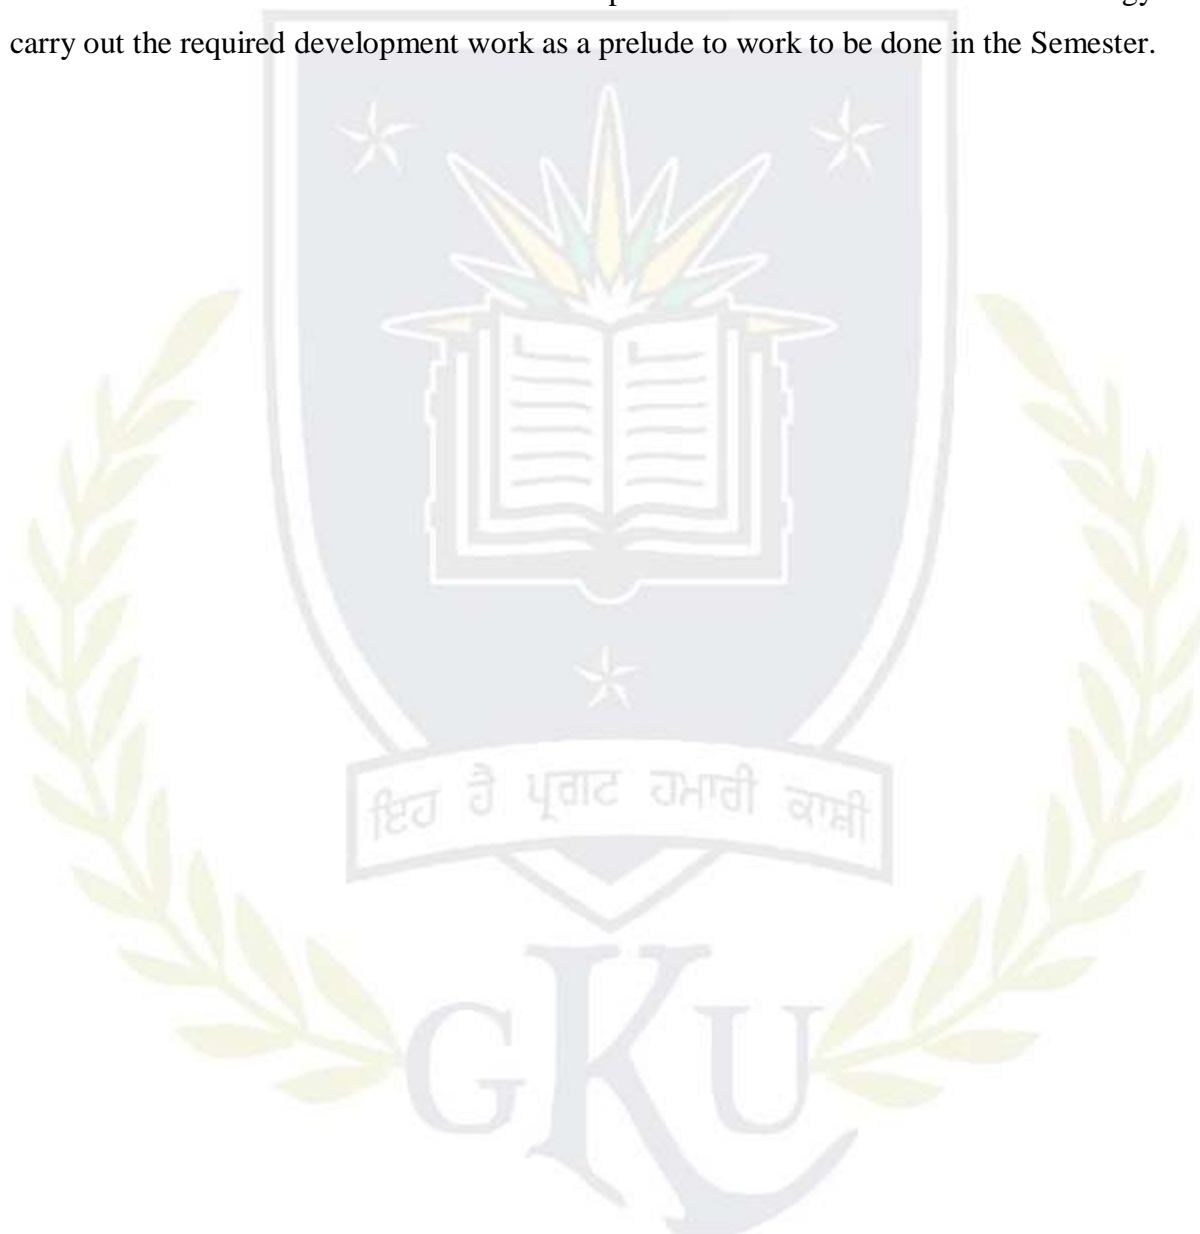 carry out the required development work as a prelude to work to be done in the Semester.
ਇਹ ਹੈ ਪ੍ਰਗਟ ਹਮਾਰੀ ਕਾਸ਼ੀ
GKU